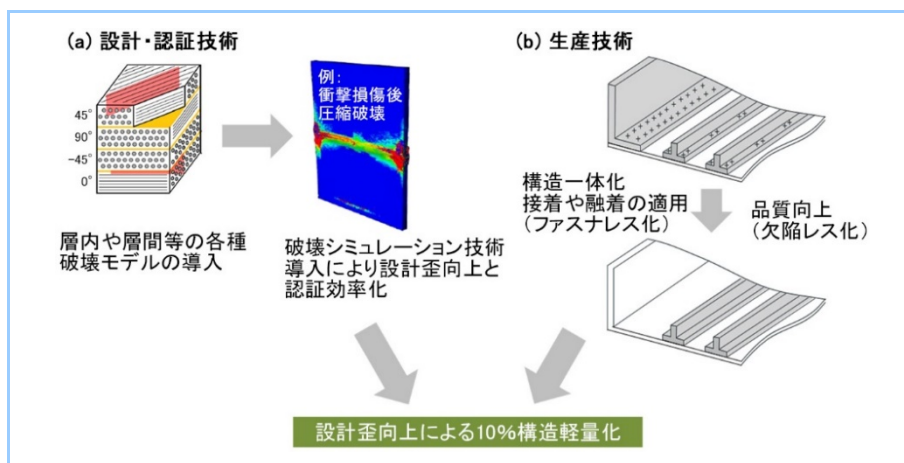 (a) 設計・認証技術
45°
90°
-45°
0°
層内や層間等の各種
破壊モデルの導入
例：
衝撃損傷後
圧縮破壊
破壊シミュレーション技術
導入により設計歪向上と
認証効率化
(b) 生産技術
構造一体化
接着や融着の適用
(ファスナレス化)
品質向上
(欠陥レス化)
設計歪向上による10%構造軽量化